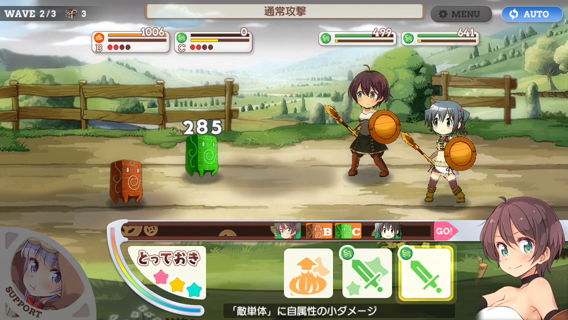 WAVE 2/3 3
通常攻撃
MENU
AUTO
1006
B
0
C
499
641
285
B C GO!
とっておき
SUPPORT
「敵単体」に自属性の小ダメージ